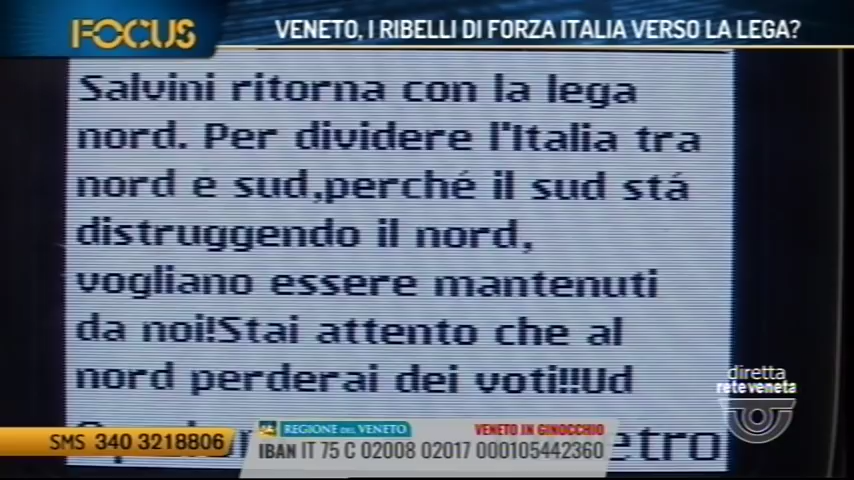 FOCUS
VENETO, I RIBELLI DI FORZA ITALIA VERSO LA LEGA?
Salvini ritorna con la lega
nord. Per dividere l'Italia tra
nord e sud,perché il sud stá
distruggendo il nord,
vogliano essere mantenuti
da noi!Stai attento che al
nord perderai dei voti!!Ud
etro
diretta
reteveneta
SMS 340 3218806
REGIONE DEL VENETO
VENETO IN GINOCCHIO
IBAN IT 75 C 02008 02017 000105442360